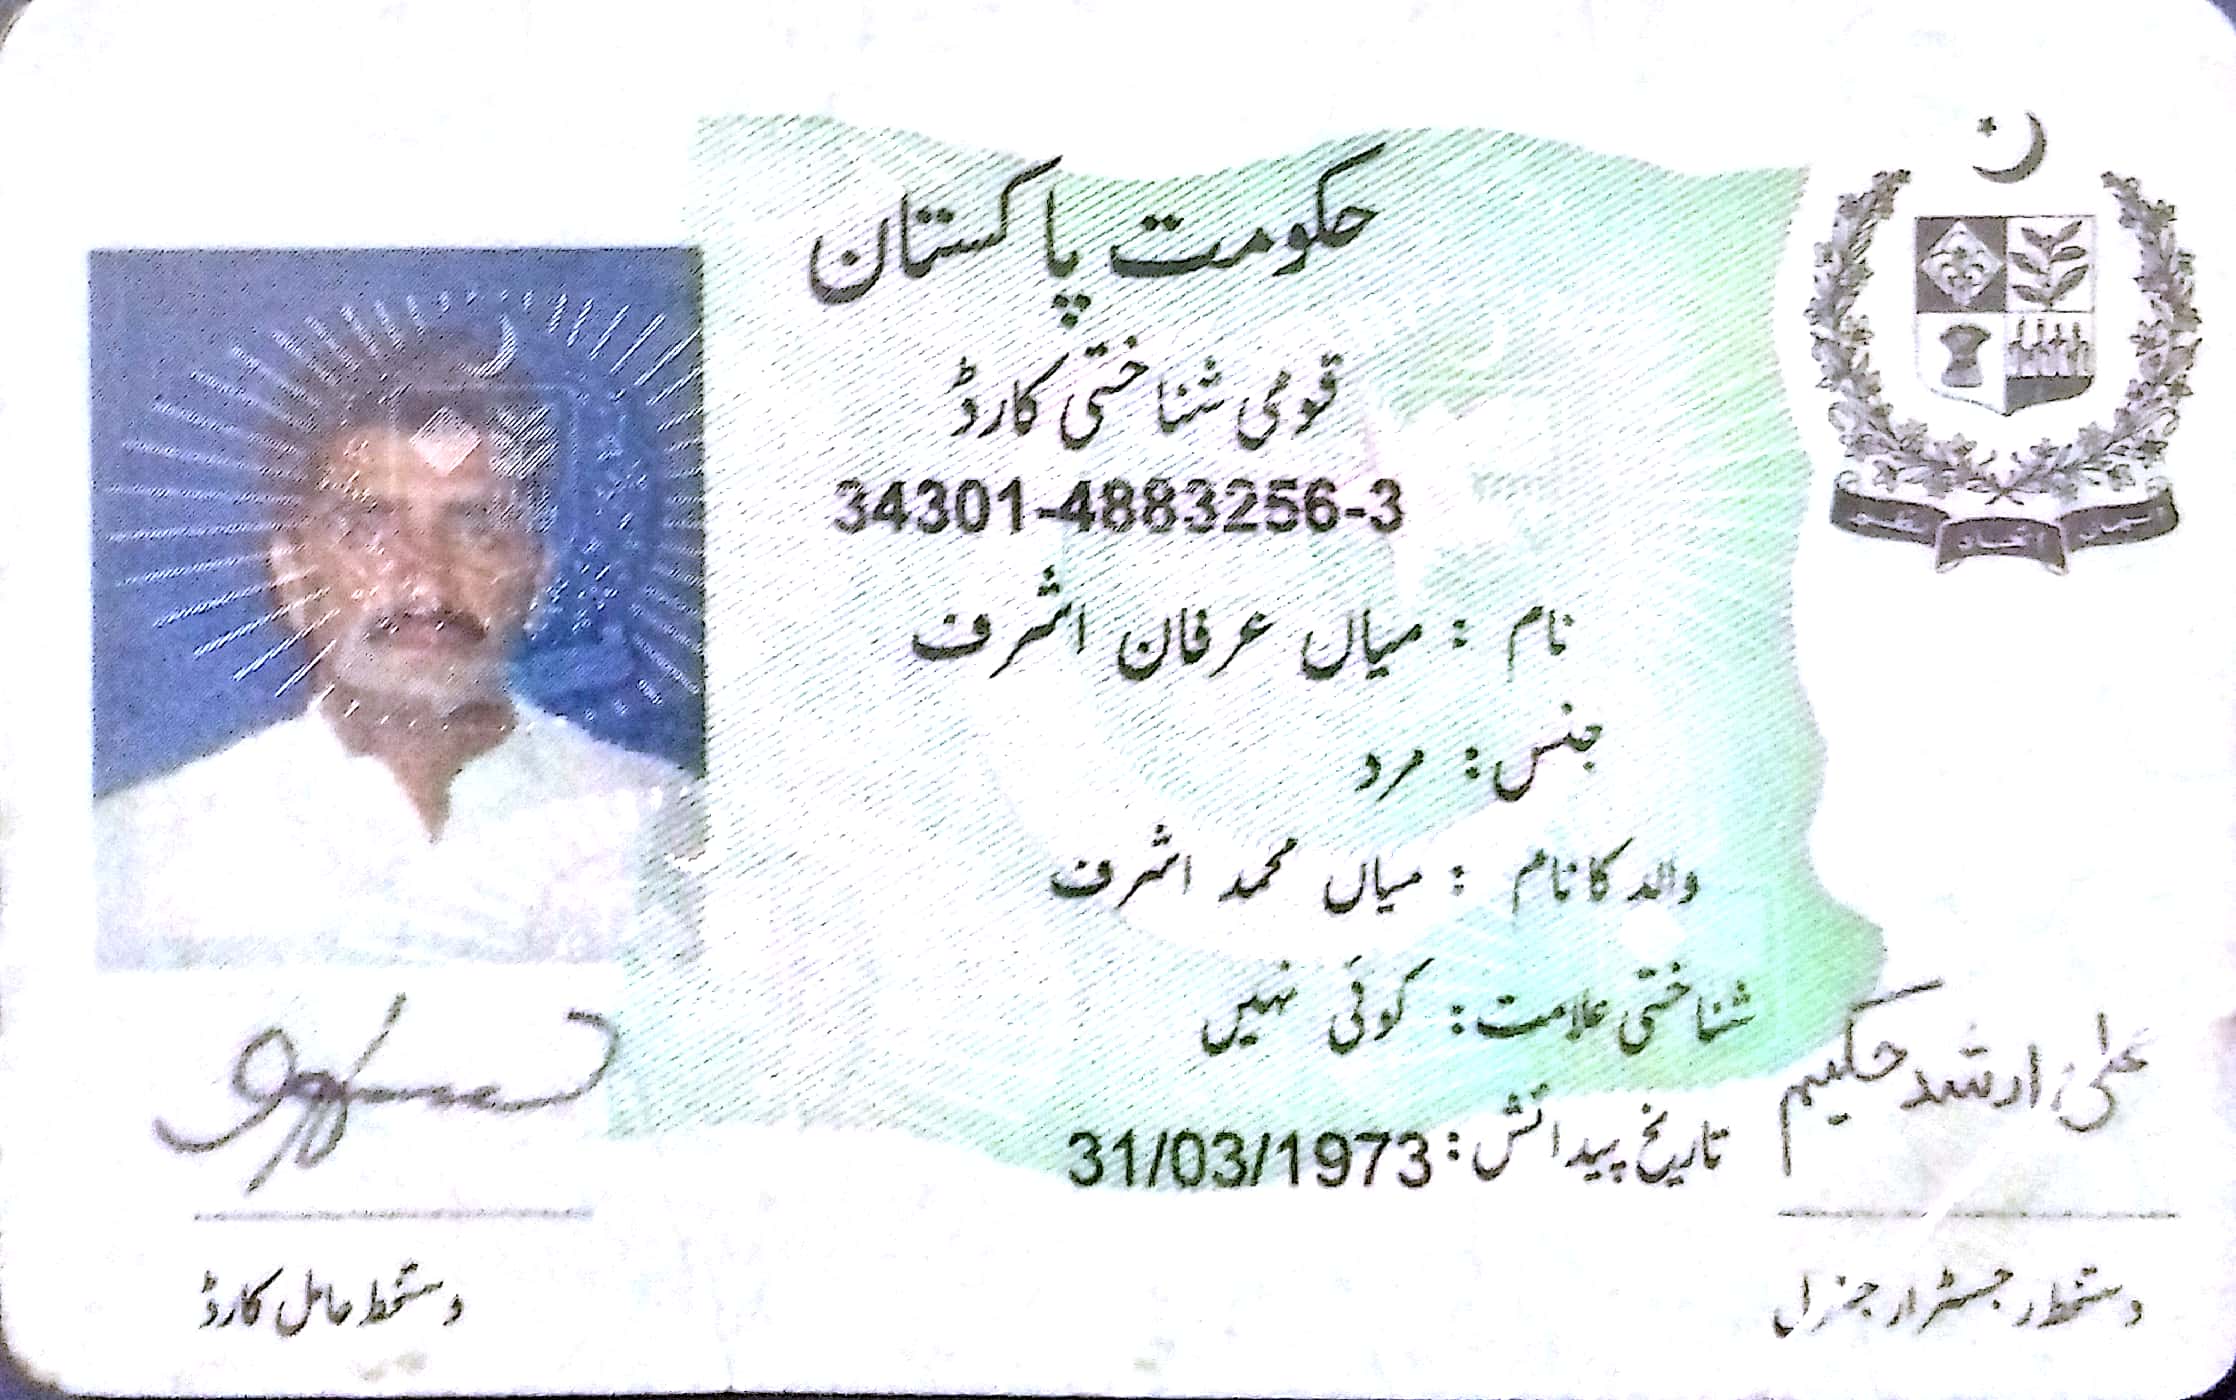 حکومت پاکستان
قومی شناختی کارڈ
34301-4883256-3
نام : میاں عرفان اشرف
جنس : مرد
والد کا نام : میاں محمد اشرف
شناختی علامت : کوئی نہیں
تاریخ پیدائش : 31/03/1973
علی ارشد حکیم
دستخط حامل کارڈ
دستخط رجسٹرار جنرل